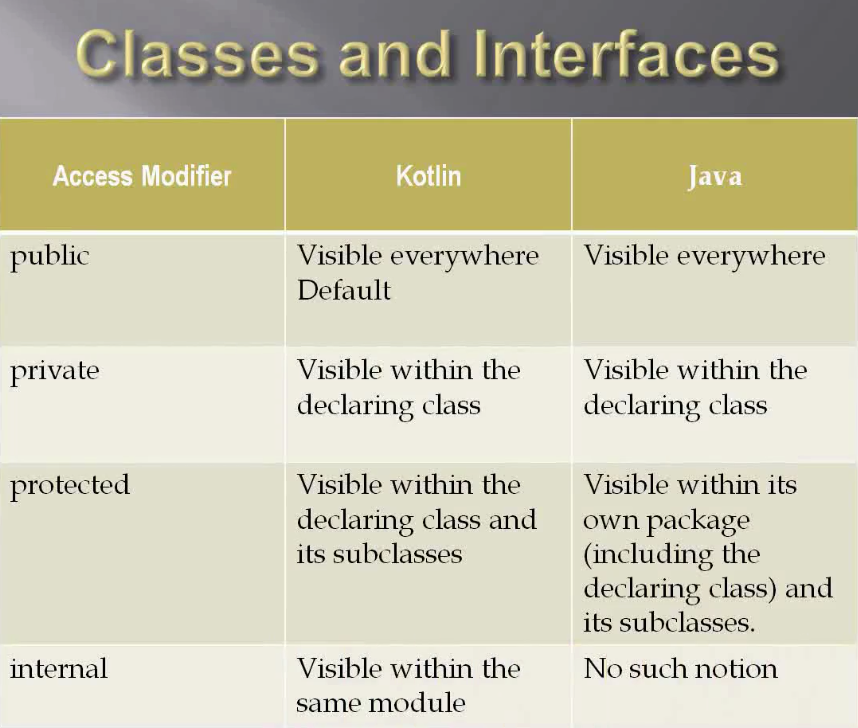 Classes and Interfaces
Access Modifier
Kotlin
Java
public
Visible everywhere
Default
Visible everywhere
private
Visible within the
declaring class
Visible within the
declaring class
protected
Visible within the
declaring class and
its subclasses
Visible within its
own package
(including the
declaring class) and
its subclasses.
internal
Visible within the
same module
No such notion